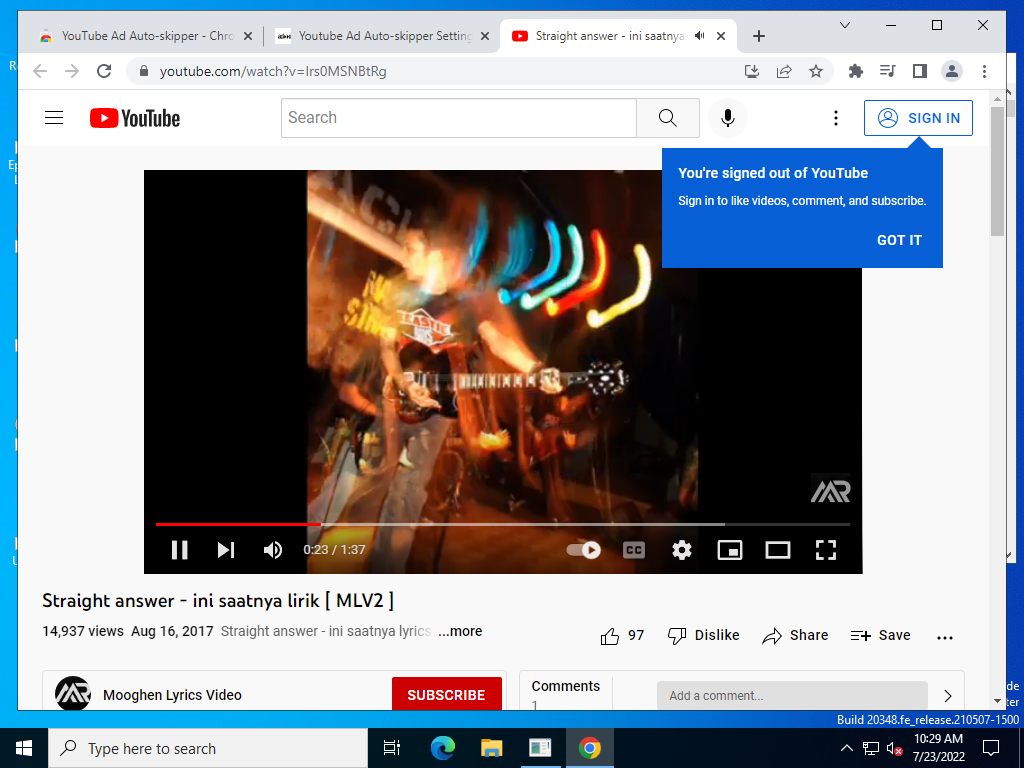 YouTube Ad Auto-skipper - Chro
Youtube Ad Auto-skipper Setting
Straight answer - ini saatnya
youtube.com/watch?v=Irs0MSNBtRg
YouTube
Search
SIGN IN
You're signed out of YouTube
Sign in to like videos, comment, and subscribe.
GOT IT
MR
0:23 / 1:37
CC
Straight answer - ini saatnya lirik [ MLV2 ]
14,937 views Aug 16, 2017 Straight answer - ini saatnya lyrics ...more
97 Dislike Share Save
Mooghen Lyrics Video
SUBSCRIBE
Comments
1
Add a comment...
Build 20348.fe_release.210507-1500
Type here to search
10:29 AM
7/23/2022